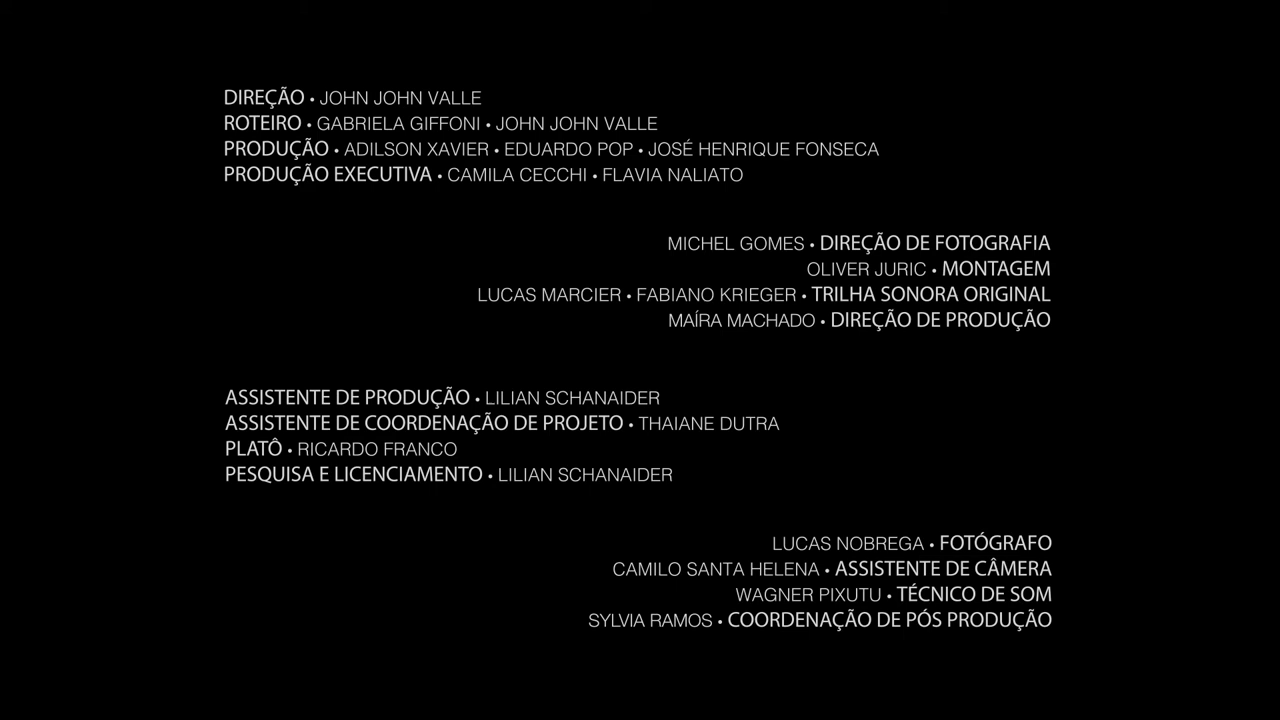 DIREÇÃO • JOHN JOHN VALLE
ROTEIRO • GABRIELA GIFFONI • JOHN JOHN VALLE
PRODUÇÃO • ADILSON XAVIER • EDUARDO POP • JOSÉ HENRIQUE FONSECA
PRODUÇÃO EXECUTIVA • CAMILA CECCHI • FLAVIA NALIATO
MICHEL GOMES • DIREÇÃO DE FOTOGRAFIA
OLIVER JURIC • MONTAGEM
LUCAS MARCIER • FABIANO KRIEGER • TRILHA SONORA ORIGINAL
MAÍRA MACHADO • DIREÇÃO DE PRODUÇÃO
ASSISTENTE DE PRODUÇÃO • LILIAN SCHANAIDER
ASSISTENTE DE COORDENAÇÃO DE PROJETO • THAIANE DUTRA
PLATÔ • RICARDO FRANCO
PESQUISA E LICENCIAMENTO • LILIAN SCHANAIDER
LUCAS NOBREGA • FOTÓGRAFO
CAMILO SANTA HELENA • ASSISTENTE DE CÂMERA
WAGNER PIXUTU • TÉCNICO DE SOM
SYLVIA RAMOS • COORDENAÇÃO DE PÓS PRODUÇÃO